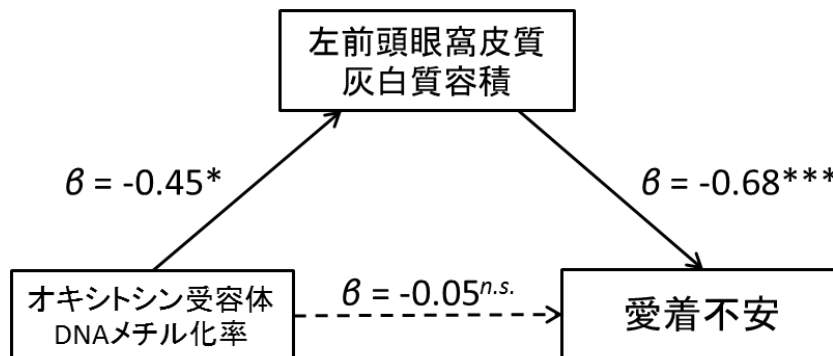 左前頭眼窩皮質
灰白質容積
β = -0.45*
β = -0.68***
オキシトシン受容体
DNAメチル化率
β = -0.05n.s.
愛着不安